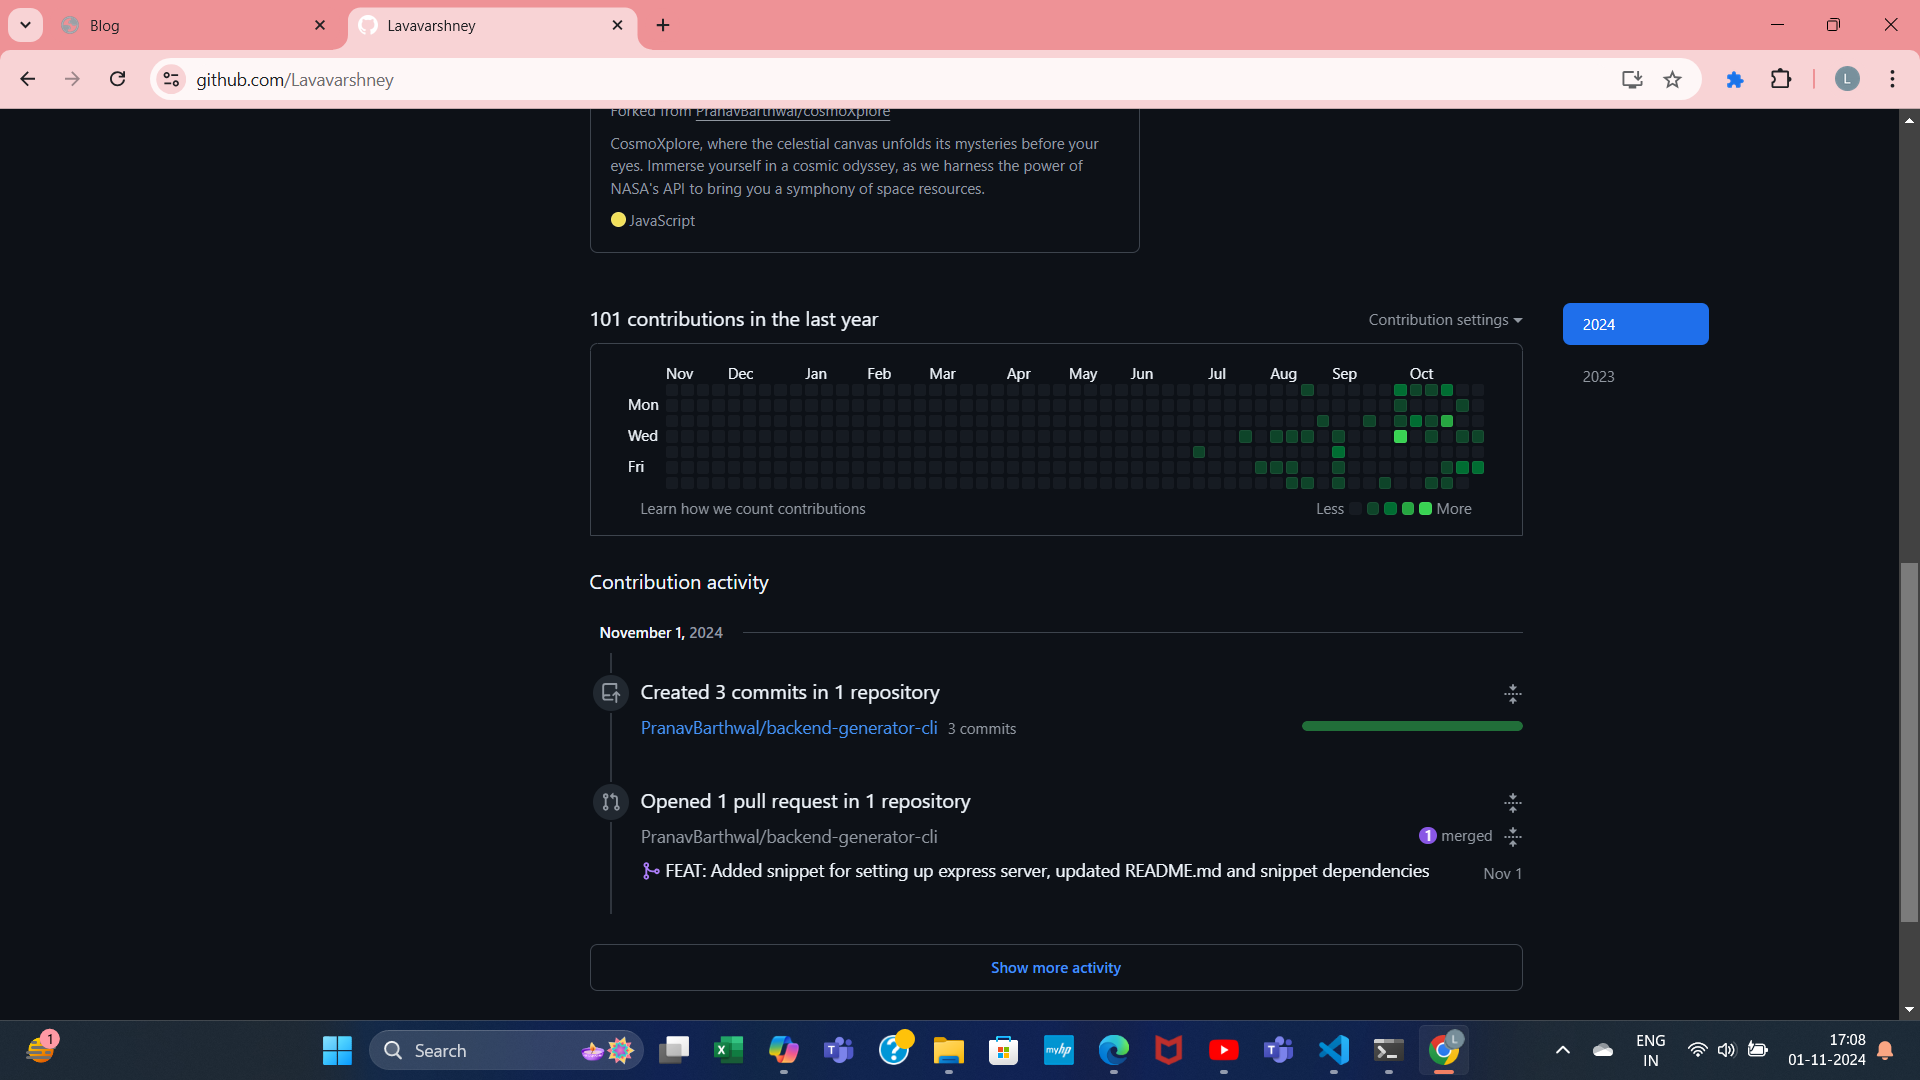 Blog
Lavavarshney
github.com/Lavavarshney
L
Forked from PranavBarthwal/cosmoXplore
CosmoXplore, where the celestial canvas unfolds its mysteries before your
eyes. Immerse yourself in a cosmic odyssey, as we harness the power of
NASA's API to bring you a symphony of space resources.
JavaScript
101 contributions in the last year
Contribution settings
2024
2023
Nov Dec Jan Feb Mar Apr May Jun Jul Aug Sep Oct
Mon
Wed
Fri
Learn how we count contributions
Less More
Contribution activity
November 1, 2024
Created 3 commits in 1 repository
PranavBarthwal/backend-generator-cli 3 commits
Opened 1 pull request in 1 repository
PranavBarthwal/backend-generator-cli
1 merged
FEAT: Added snippet for setting up express server, updated README.md and snippet dependencies
Nov 1
Show more activity
1
Search
myhp
L
ENG
IN
17:08
01-11-2024